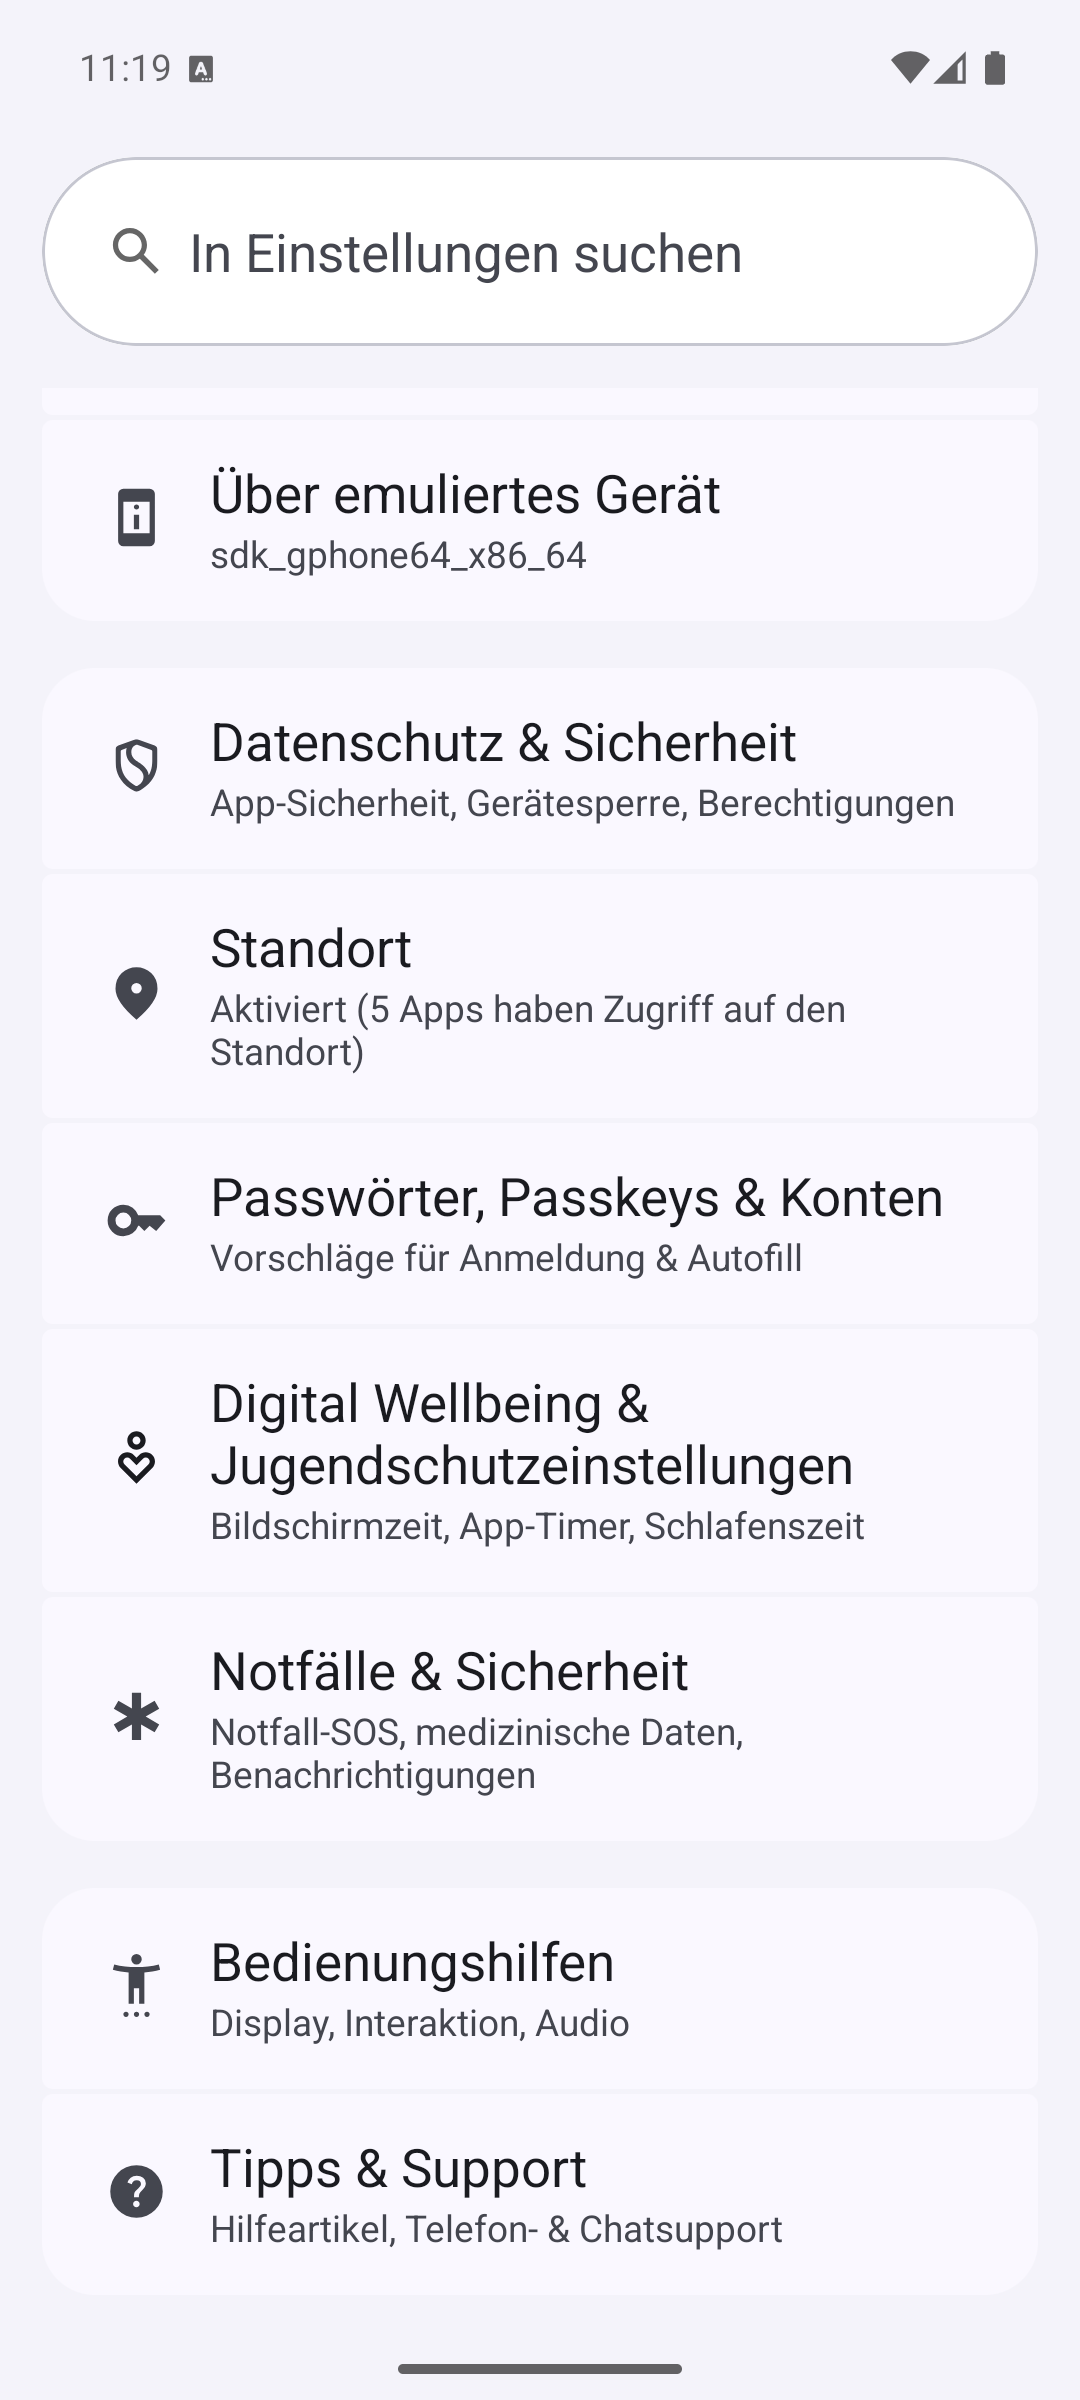 11:19
In Einstellungen suchen
Über emuliertes Gerät
sdk_gphone64_x86_64
Datenschutz & Sicherheit
App-Sicherheit, Gerätesperre, Berechtigungen
Standort
Aktiviert (5 Apps haben Zugriff auf den
Standort)
Passwörter, Passkeys & Konten
Vorschläge für Anmeldung & Autofill
Digital Wellbeing &
Jugendschutzeinstellungen
Bildschirmzeit, App-Timer, Schlafenszeit
Notfälle & Sicherheit
Notfall-SOS, medizinische Daten,
Benachrichtigungen
Bedienungshilfen
Display, Interaktion, Audio
Tipps & Support
Hilfeartikel, Telefon- & Chatsupport